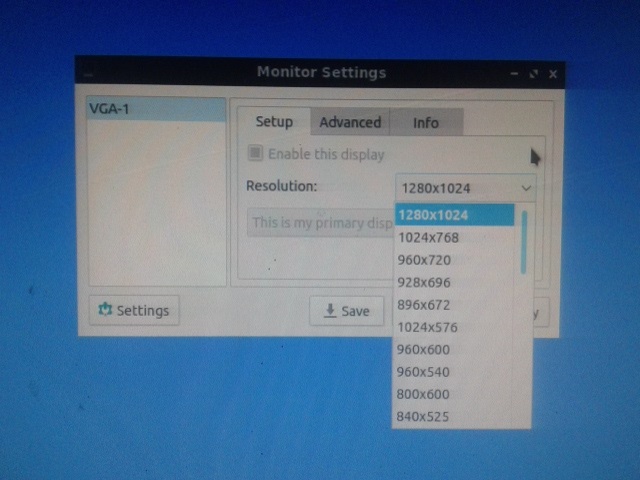 Monitor Settings
VGA-1
Setup Advanced Info
Enable this display
Resolution: 1280x1024
This is my primary disp
1280x1024
1024x768
960x720
928x696
896x672
1024x576
960x600
960x540
800x600
840x525
Settings Save y